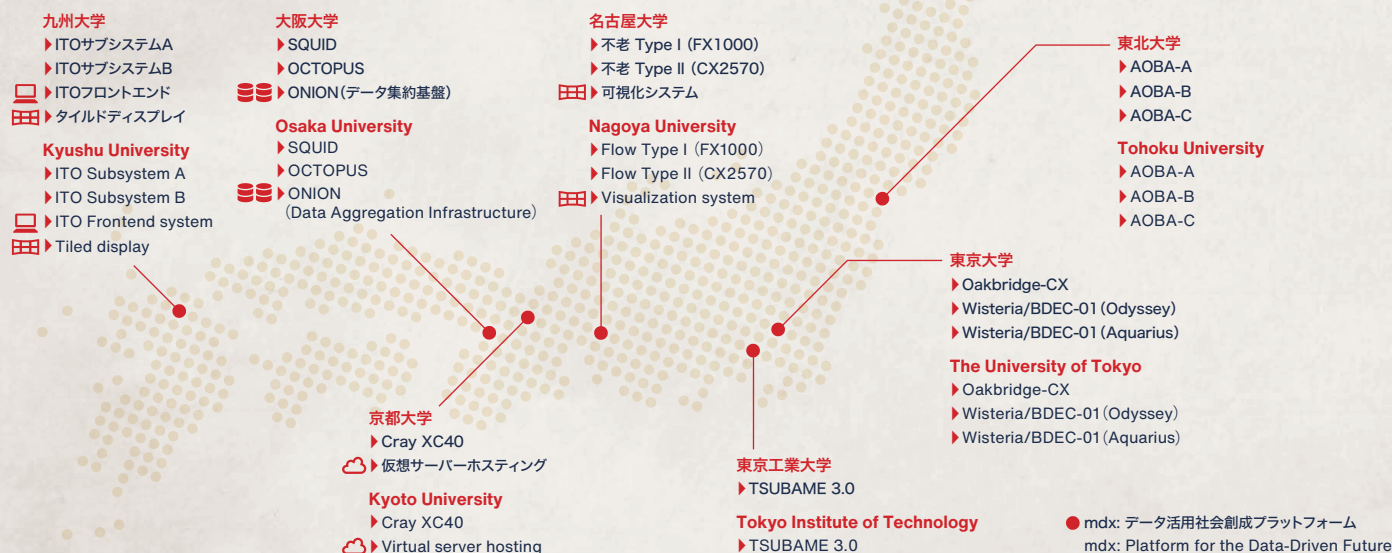 九州大学
ITOサブシステムA
ITOサブシステムB
ITOフロントエンド
タイルドディスプレイ
Kyushu University
ITO Subsystem A
ITO Subsystem B
ITO Frontend system
Tiled display
大阪大学
SQUID
OCTOPUS
ONION(データ集約基盤)
Osaka University
SQUID
OCTOPUS
ONION
(Data Aggregation Infrastructure)
名古屋大学
不老 Type I (FX1000)
不老 Type II (CX2570)
可視化システム
Nagoya University
Flow Type I (FX1000)
Flow Type II (CX2570)
Visualization system
東北大学
AOBA-A
AOBA-B
AOBA-C
Tohoku University
AOBA-A
AOBA-B
AOBA-C
東京大学
Oakbridge-CX
Wisteria/BDEC-01(Odyssey)
Wisteria/BDEC-01(Aquarius)
The University of Tokyo
Oakbridge-CX
Wisteria/BDEC-01(Odyssey)
Wisteria/BDEC-01(Aquarius)
京都大学
Cray XC40
仮想サーバーホスティング
Kyoto University
Cray XC40
Virtual server hosting
東京工業大学
TSUBAME 3.0
Tokyo Institute of Technology
TSUBAME 3.0
mdx: データ活用社会創成プラットフォーム
mdx: Platform for the Data-Driven Future